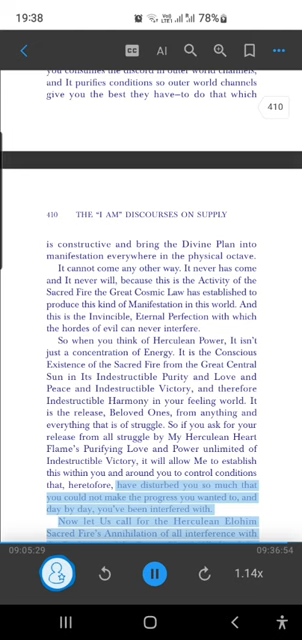 19:38
78%
CC
AI
you consumes the discord in outer world channels,
and It purifies conditions so outer world channels
give you the best they have—to do that which
410
410 THE “I AM” DISCOURSES ON SUPPLY
is constructive and bring the Divine Plan into
manifestation everywhere in the physical octave.
It cannot come any other way. It never has come
and It never will, because this is the Activity of the
Sacred Fire the Great Cosmic Law has established to
produce this kind of Manifestation in this world. And
this is the Invincible, Eternal Perfection with which
the hordes of evil can never interfere.
So when you think of Herculean Power, It isn’t
just a concentration of Energy. It is the Conscious
Existence of the Sacred Fire from the Great Central
Sun in Its Indestructible Purity and Love and
Peace and Indestructible Victory, and therefore
Indestructible Harmony in your feeling world. It
is the release, Beloved Ones, from anything and
everything that is of struggle. So if you ask for your
release from all struggle by My Herculean Heart
Flame’s Purifying Love and Power unlimited of
Indestructible Victory, it will allow Me to establish
this within you and around you to control conditions
that, heretofore, have disturbed you so much that
you could not make the progress you wanted to, and
day by day, you’ve been interfered with.
Now let Us call for the Herculean Elohim
Sacred Fire’s Annihilation of all interference with
09:05:29
09:36:54
1.14x